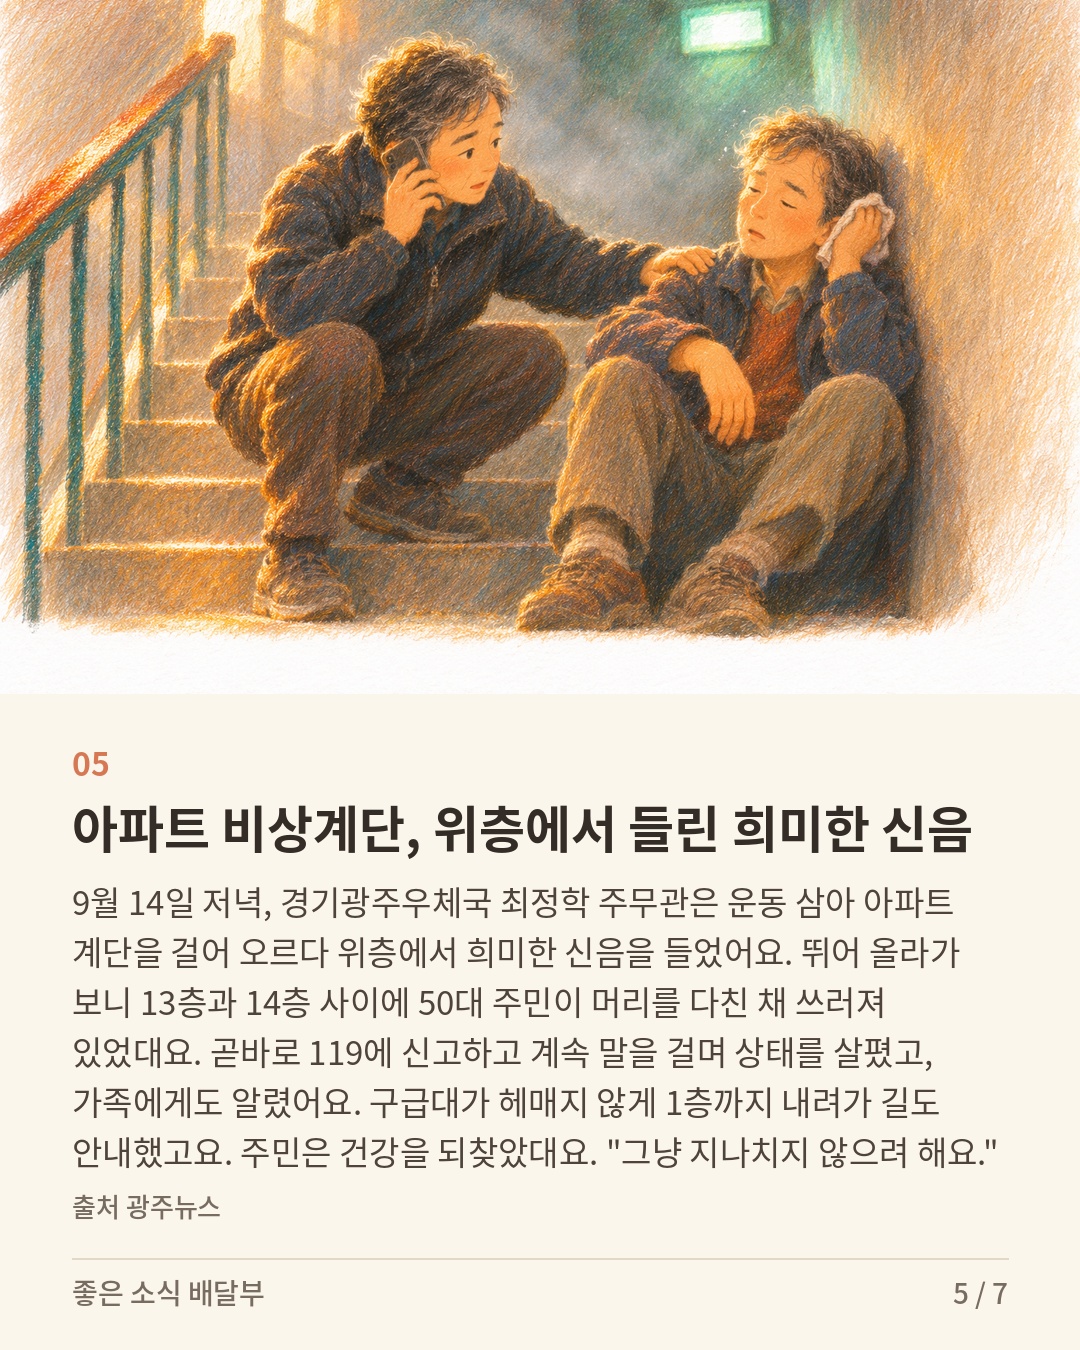 05
아파트 비상계단, 위층에서 들린 희미한 신음
9월 14일 저녁, 경기광주우체국 최정학 주무관은 운동 삼아 아파트
계단을 걸어 오르다 위층에서 희미한 신음을 들었어요. 뛰어 올라가
보니 13층과 14층 사이에 50대 주민이 머리를 다친 채 쓰러져
있었대요. 곧바로 119에 신고하고 계속 말을 걸며 상태를 살폈고,
가족에게도 알렸어요. 구급대가 헤매지 않게 1층까지 내려가 길도
안내했고요. 주민은 건강을 되찾았대요. "그냥 지나치지 않으려 해요."
출처 광주뉴스
좋은 소식 배달부
5 / 7